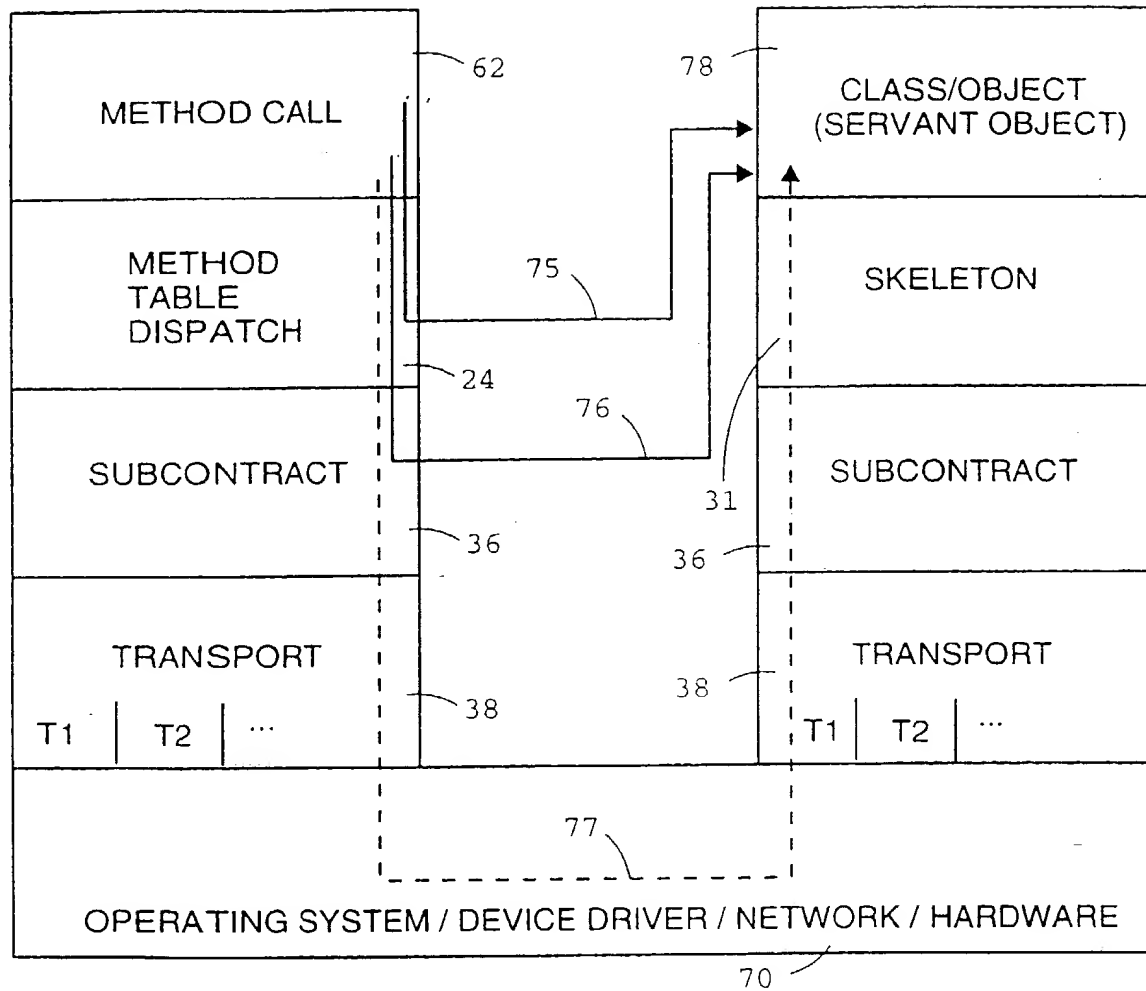 62
METHOD CALL
METHOD
TABLE
DISPATCH
24
SUBCONTRACT
36
TRANSPORT
38
T1
T2
...
75
76
77
78
CLASS/OBJECT
(SERVANT OBJECT)
SKELETON
31
SUBCONTRACT
36
TRANSPORT
38
T1
T2
...
OPERATING SYSTEM / DEVICE DRIVER / NETWORK / HARDWARE
70